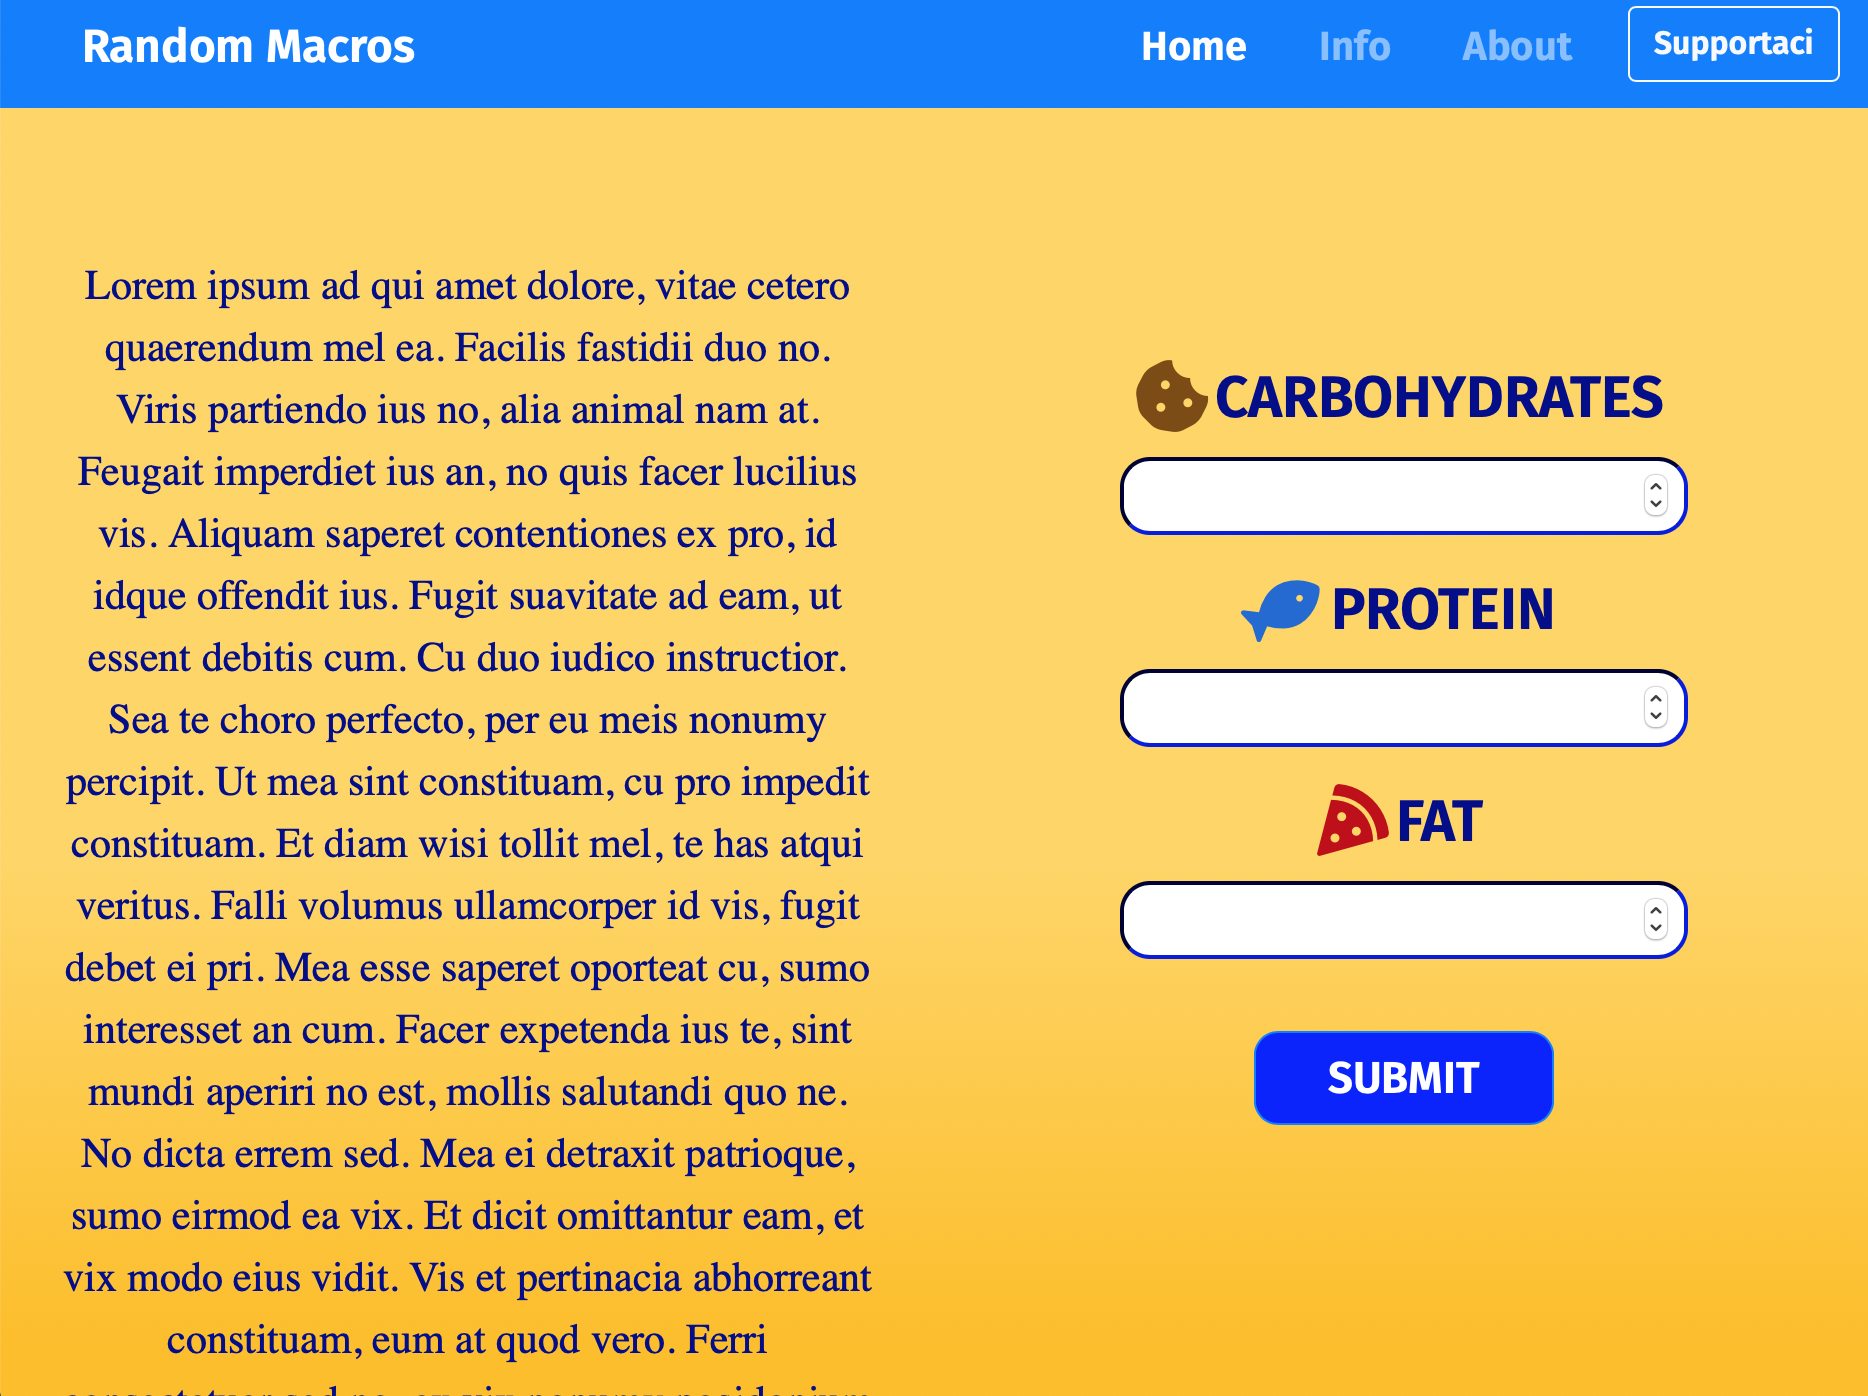 Random Macros
Home Info About Supportaci
Lorem ipsum ad qui amet dolore, vitae cetero
quaerendum mel ea. Facilis fastidii duo no.
Viris partiendo ius no, alia animal nam at.
Feugait imperdiet ius an, no quis facer lucilius
vis. Aliquam saperet contentiones ex pro, id
idque offendit ius. Fugit suavitate ad eam, ut
essent debitis cum. Cu duo iudico instructior.
Sea te choro perfecto, per eu meis nonumy
percipit. Ut mea sint constituam, cu pro impedit
constituam. Et diam wisi tollit mel, te has atqui
veritus. Falli volumus ullamcorper id vis, fugit
debet ei pri. Mea esse saperet oporteat cu, sumo
interesset an cum. Facer expetenda ius te, sint
mundi aperiri no est, mollis salutandi quo ne.
No dicta errem sed. Mea ei detraxit patrioque,
sumo eirmod ea vix. Et dicit omittantur eam, et
vix modo eius vidit. Vis et pertinacia abhorreant
constituam, eum at quod vero. Ferri
CARBOHYDRATES
PROTEIN
FAT
SUBMIT